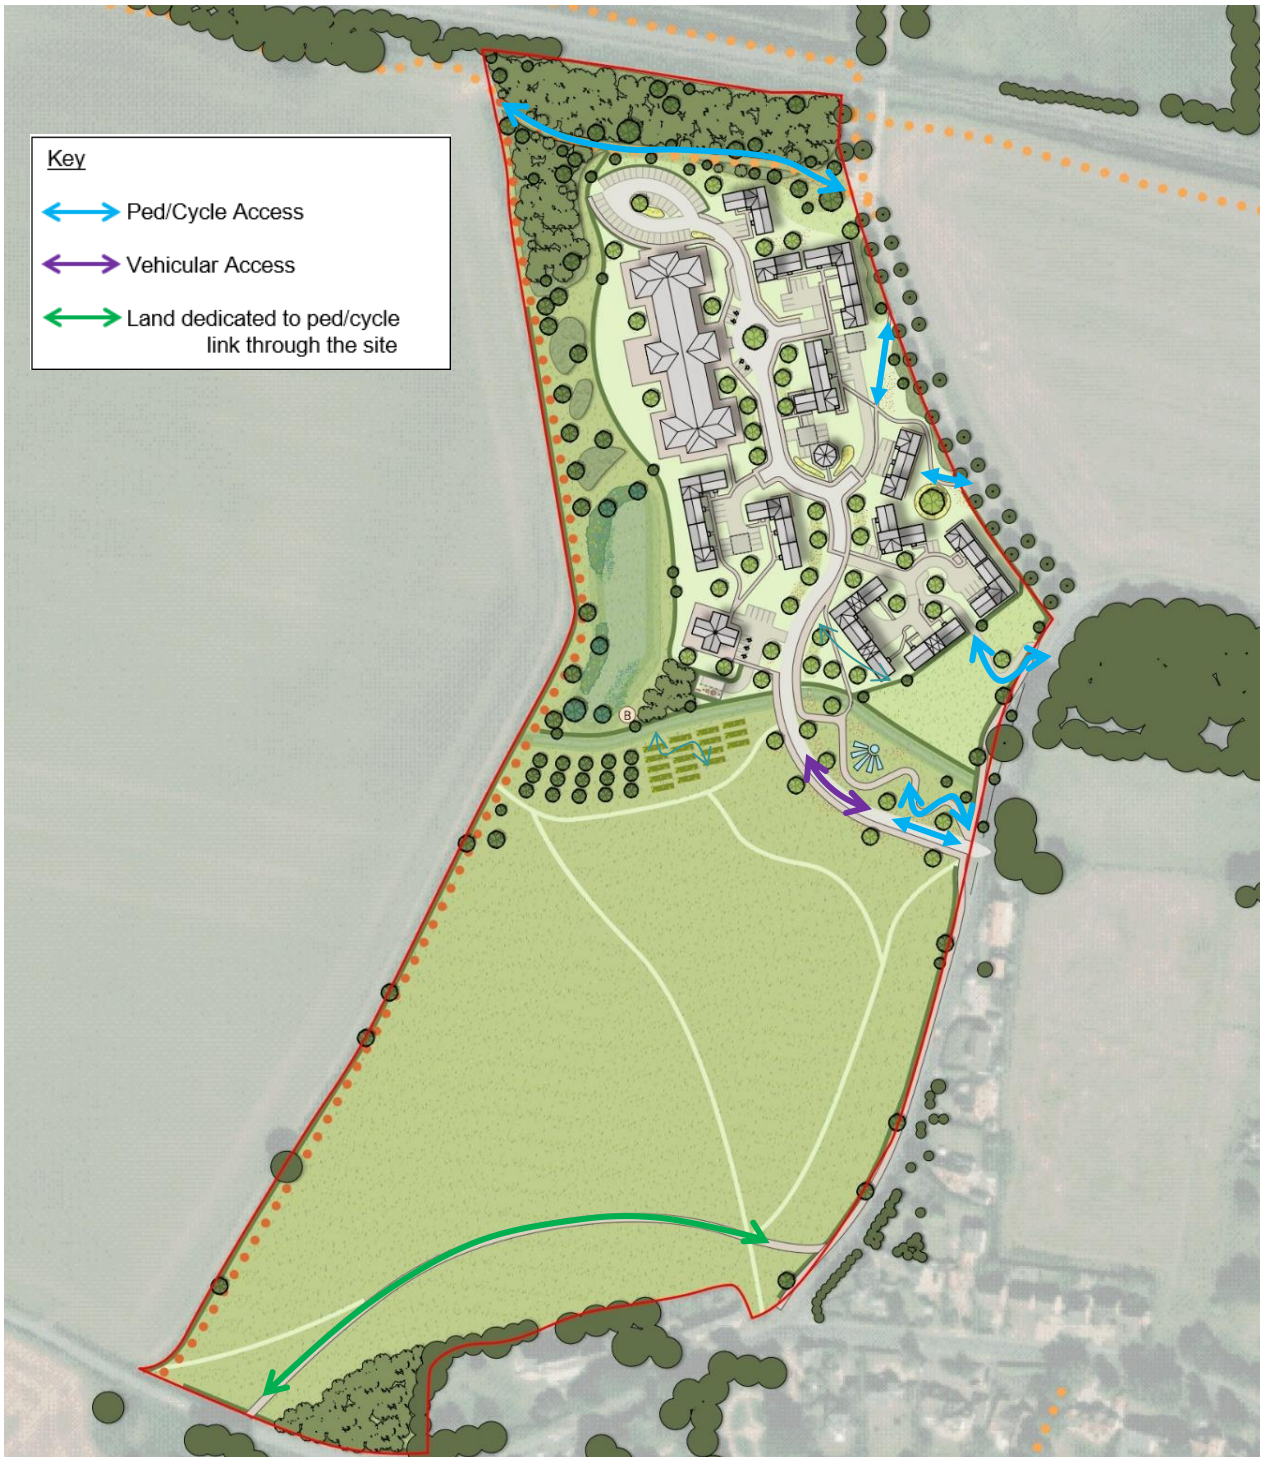 Key
Ped/Cycle Access
Vehicular Access
Land dedicated to ped/cycle
link through the site
B